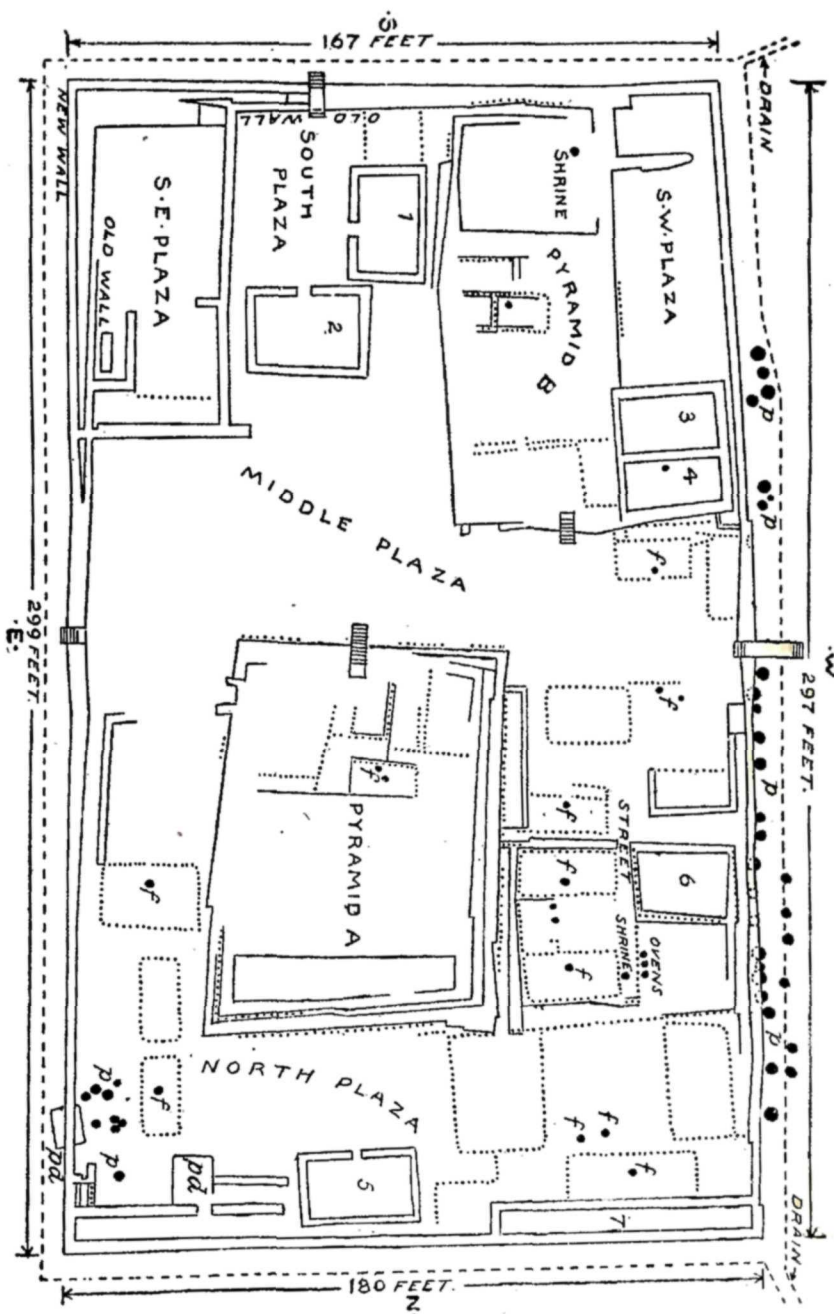 ·S·
167 FEET
DRAIN
NEW WALL
OLD WALL
SOUTH
PLAZA
S·E·PLAZA
OLD WALL
1
2
SHRINE
PYRAMID B
S.W.PLAZA
3
4
p
p
MIDDLE PLAZA
f
·W·
297 FEET.
299 FEET.
·E·
f
p
f
STREET
f
PYRAMID A
f
f
6
SHRINE
OVENS
f
p
NORTH PLAZA
p
f
f
f
f
p
pd
pd
5
7
DRAIN
180 FEET.
N